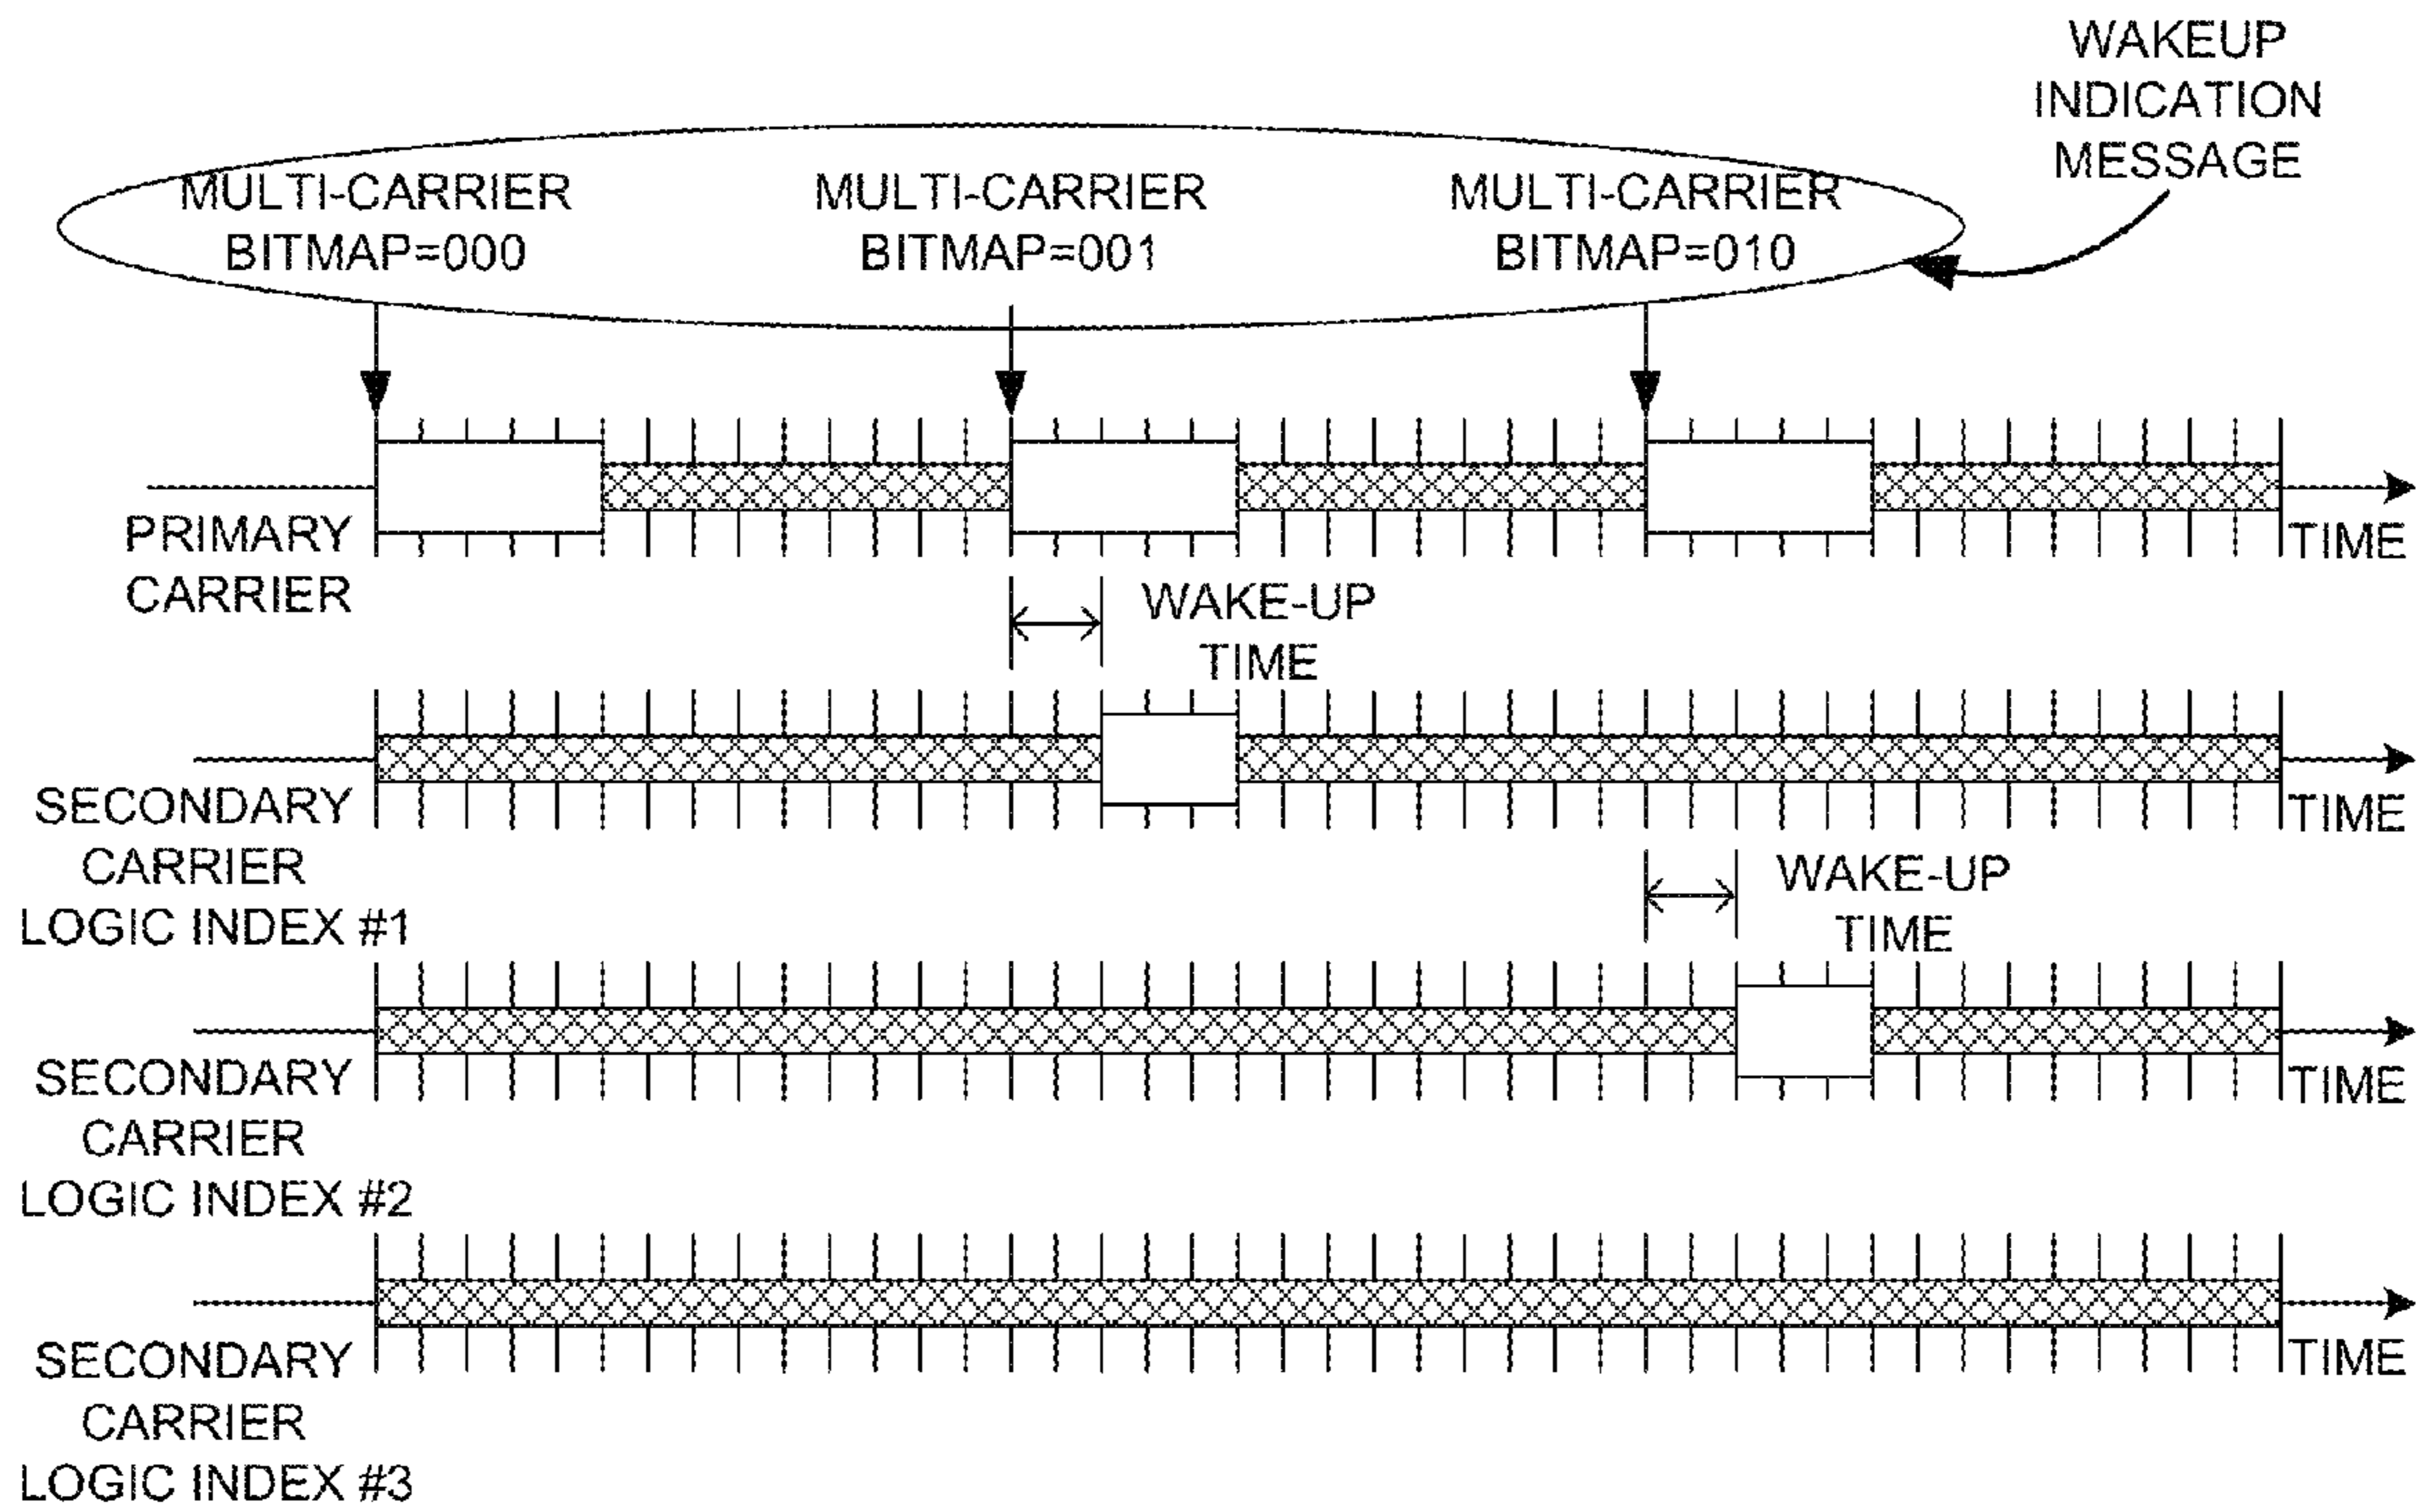 WAKEUP
INDICATION
MESSAGE
MULTI-CARRIER
BITMAP=000
MULTI-CARRIER
BITMAP=001
MULTI-CARRIER
BITMAP=010
PRIMARY
CARRIER
TIME
WAKE-UP
TIME
SECONDARY
CARRIER
LOGIC INDEX #1
TIME
WAKE-UP
TIME
SECONDARY
CARRIER
LOGIC INDEX #2
TIME
SECONDARY
CARRIER
LOGIC INDEX #3
TIME